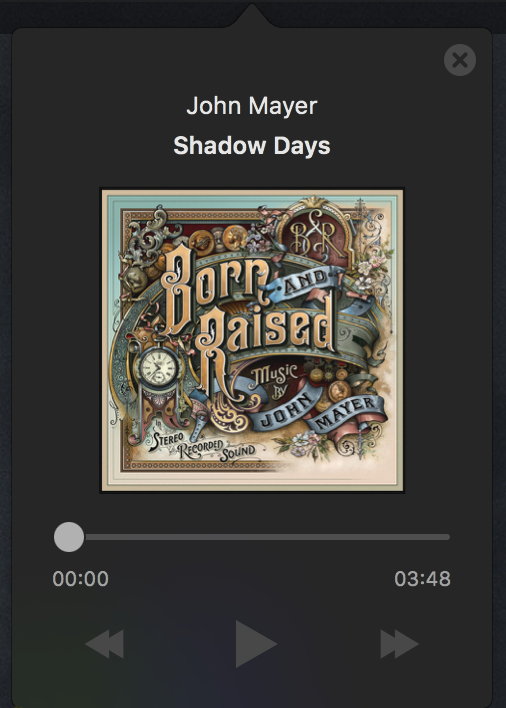 John Mayer
Shadow Days
B & R
Born AND
Raised
Music
BY
JOHN MAYER
IN
STEREO
RECORDED
SOUND
00:00 03:48